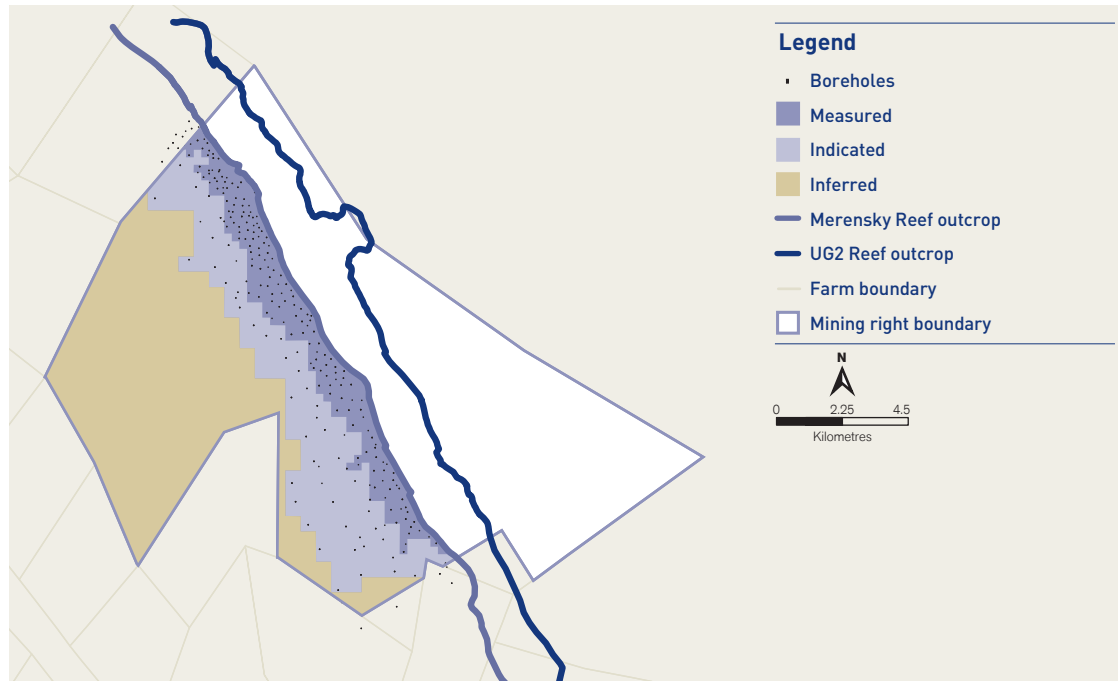 Legend
Boreholes
Measured
Indicated
Inferred
Merensky Reef outcrop
UG2 Reef outcrop
Farm boundary
Mining right boundary
N
0 2.25 4.5
Kilometres